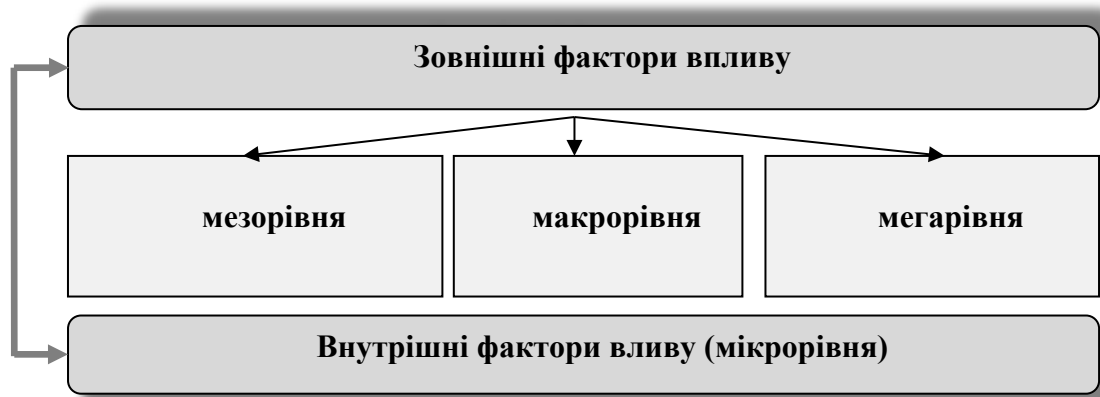 Зовнішні фактори впливу
мезорівня
макрорівня
мегарівня
Внутрішні фактори вливу (мікрорівня)